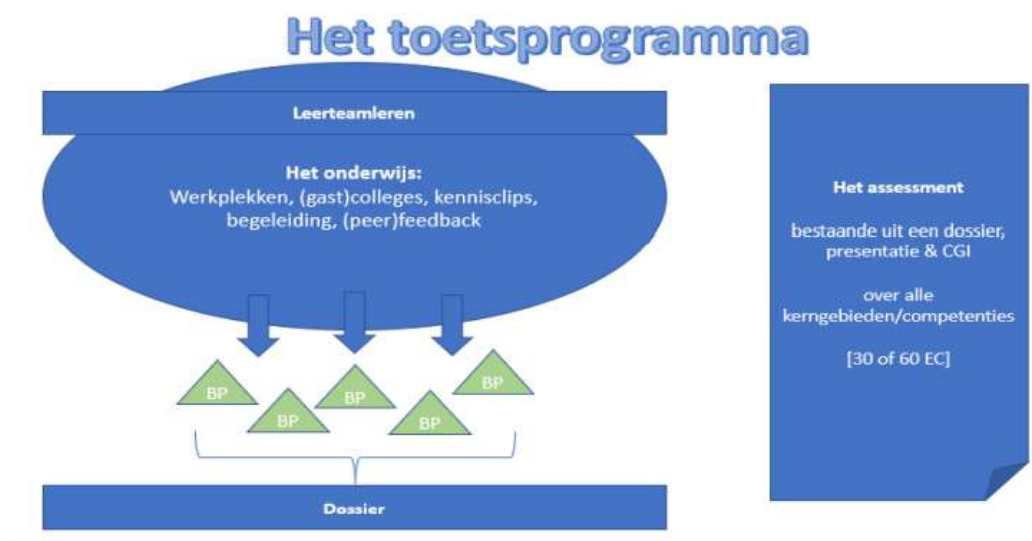 Het toetsprogramma
Leerteamleren
Het onderwijs:
Werkplekken, (gast)colleges, kennisclips,
begeleiding, (peer)feedback
BP
BP
BP
BP
BP
Dossier
Het assessment
bestaande uit een dossier,
presentatie & CGI
over alle
kerngebieden/competenties
[30 of 60 EC]